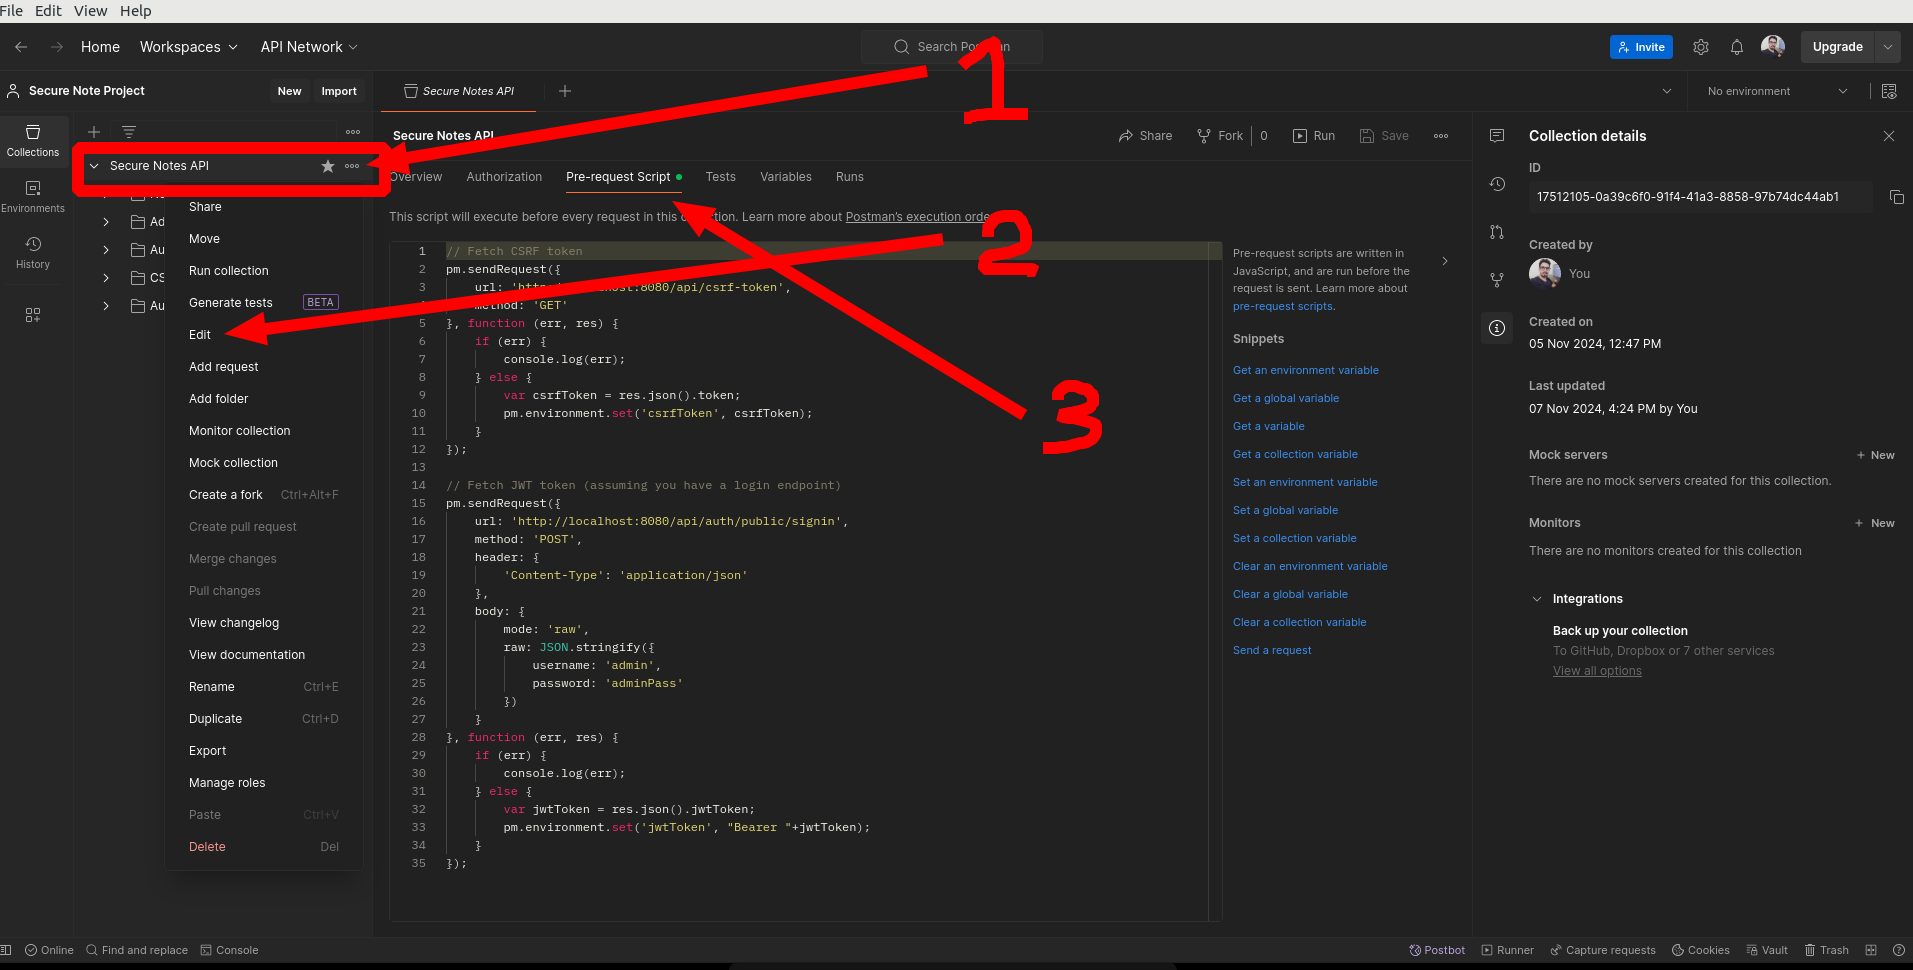 File Edit View Help
Home Workspaces API Network Search Pos an Invite Upgrade
Secure Note Project New Import Secure Notes API No environment
Collections
Environments
History
Secure Notes API
Ad
Au
CS
Au
Share
Move
Run collection
Generate tests BETA
Edit
Add request
Add folder
Monitor collection
Mock collection
Create a fork Ctrl+Alt+F
Create pull request
Merge changes
Pull changes
View changelog
View documentation
Rename Ctrl+E
Duplicate Ctrl+D
Export
Manage roles
Paste Ctrl+V
Delete Del
1
2
3
Secure Notes API Share Fork 0 Run Save
Overview Authorization Pre-request Script Tests Variables Runs
This script will execute before every request in this tion. Learn more about Postman's execution orde
1 // Fetch CSRF token
2 pm.sendRequest({
3 url: 'htt host:8080/api/csrf-token',
4 method: 'GET'
5 }, function (err, res) {
6 if (err) {
7 console.log(err);
8 } else {
9 var csrfToken = res.json().token;
10 pm.environment.set('csrfToken', csrfToken);
11 }
12 });
13
14 // Fetch JWT token (assuming you have a login endpoint)
15 pm.sendRequest({
16 url: 'http://localhost:8080/api/auth/public/signin',
17 method: 'POST',
18 header: {
19 'Content-Type': 'application/json'
20 },
21 body: {
22 mode: 'raw',
23 raw: JSON.stringify({
24 username: 'admin',
25 password: 'adminPass'
26 })
27 }
28 }, function (err, res) {
29 if (err) {
30 console.log(err);
31 } else {
32 var jwtToken = res.json().jwtToken;
33 pm.environment.set('jwtToken', "Bearer "+jwtToken);
34 }
35 });
Pre-request scripts are written in
JavaScript, and are run before the
request is sent. Learn more about
pre-request scripts.
Snippets
Get an environment variable
Get a global variable
Get a variable
Get a collection variable
Set an environment variable
Set a global variable
Set a collection variable
Clear an environment variable
Clear a global variable
Clear a collection variable
Send a request
Collection details
ID
17512105-0a39c6f0-91f4-41a3-8858-97b74dc44ab1
Created by
You
Created on
05 Nov 2024, 12:47 PM
Last updated
07 Nov 2024, 4:24 PM by You
Mock servers + New
There are no mock servers created for this collection.
Monitors + New
There are no monitors created for this collection
Integrations
Back up your collection
To GitHub, Dropbox or 7 other services
View all options
Online Find and replace Console Postbot Runner Capture requests Cookies Vault Trash